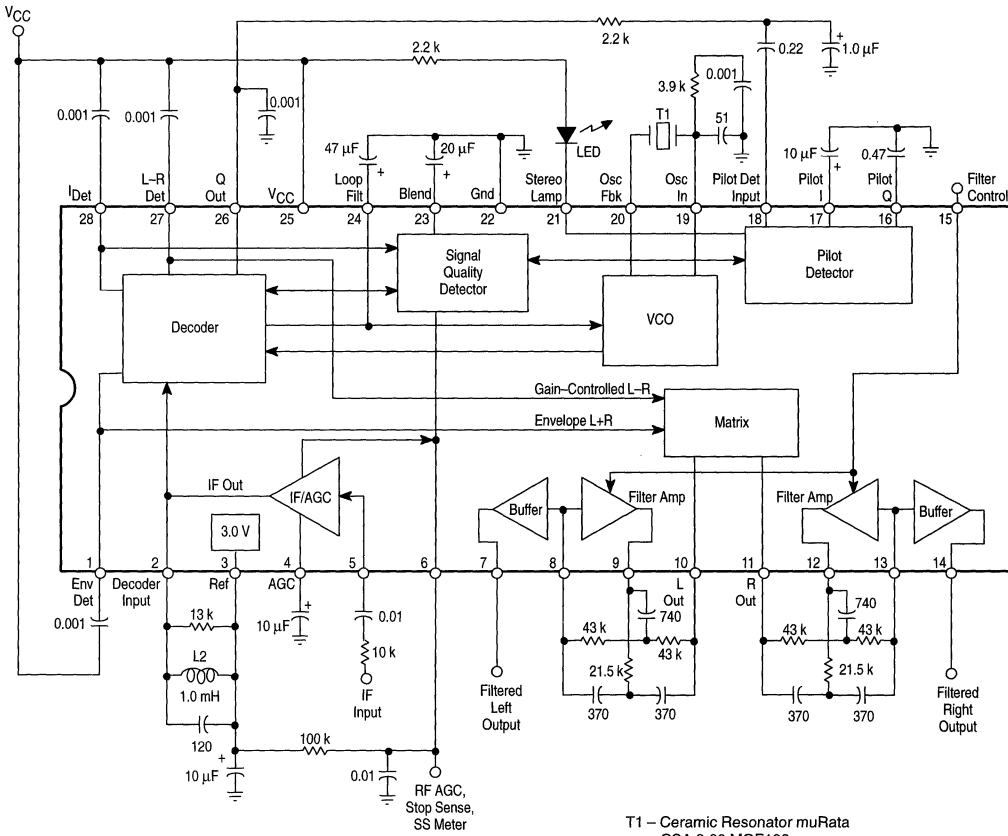 VCC
2.2 k
0.22
+
1.0 µF
2.2 k
0.001
0.001
0.001
3.9 k
0.001
T1
51
47 µF
+
20 µF
+
LED
10 µF
+
0.47
IDet
28
L–R
Det
27
Q
Out
26
VCC
25
Loop
Filt
24
Blend
23
Gnd
22
Stereo
Lamp
21
Osc
Fbk
20
Osc
In
19
Pilot Det
Input
18
Pilot
I
17
Pilot
Q
16
15
Filter
Control
Decoder
Signal
Quality
Detector
VCO
Pilot
Detector
Gain–Controlled L–R
Envelope L+R
Matrix
IF Out
IF/AGC
3.0 V
Buffer
Filter Amp
Filter Amp
Buffer
1
Env
Det
2
Decoder
Input
3
Ref
4
AGC
5
6
7
8
9
10
L
Out
11
R
Out
12
13
14
0.001
13 k
L2
1.0 mH
120
+
10 µF
+
10 µF
0.01
10 k
IF
Input
100 k
0.01
RF AGC,
Stop Sense,
SS Meter
Filtered
Left
Output
740
43 k
43 k
21.5 k
370
370
740
43 k
43 k
21.5 k
370
370
Filtered
Right
Output
T1 – Ceramic Resonator muRata